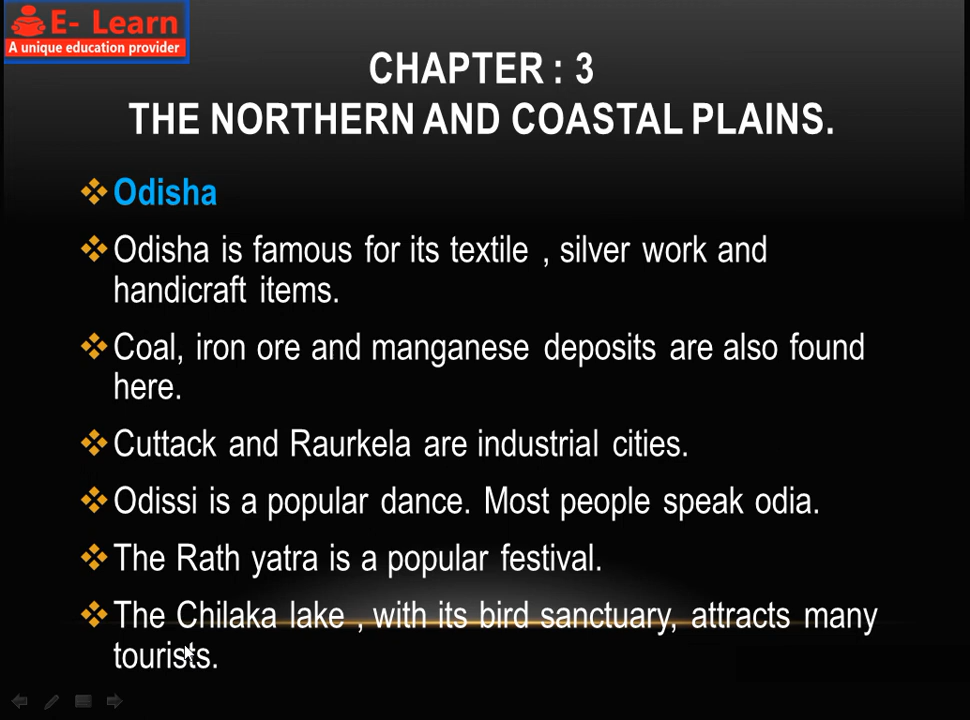 E- Learn
A unique education provider
CHAPTER : 3
THE NORTHERN AND COASTAL PLAINS.
Odisha
Odisha is famous for its textile , silver work and
handicraft items.
Coal, iron ore and manganese deposits are also found
here.
Cuttack and Raurkela are industrial cities.
Odissi is a popular dance. Most people speak odia.
The Rath yatra is a popular festival.
The Chilaka lake , with its bird sanctuary, attracts many
tourists.